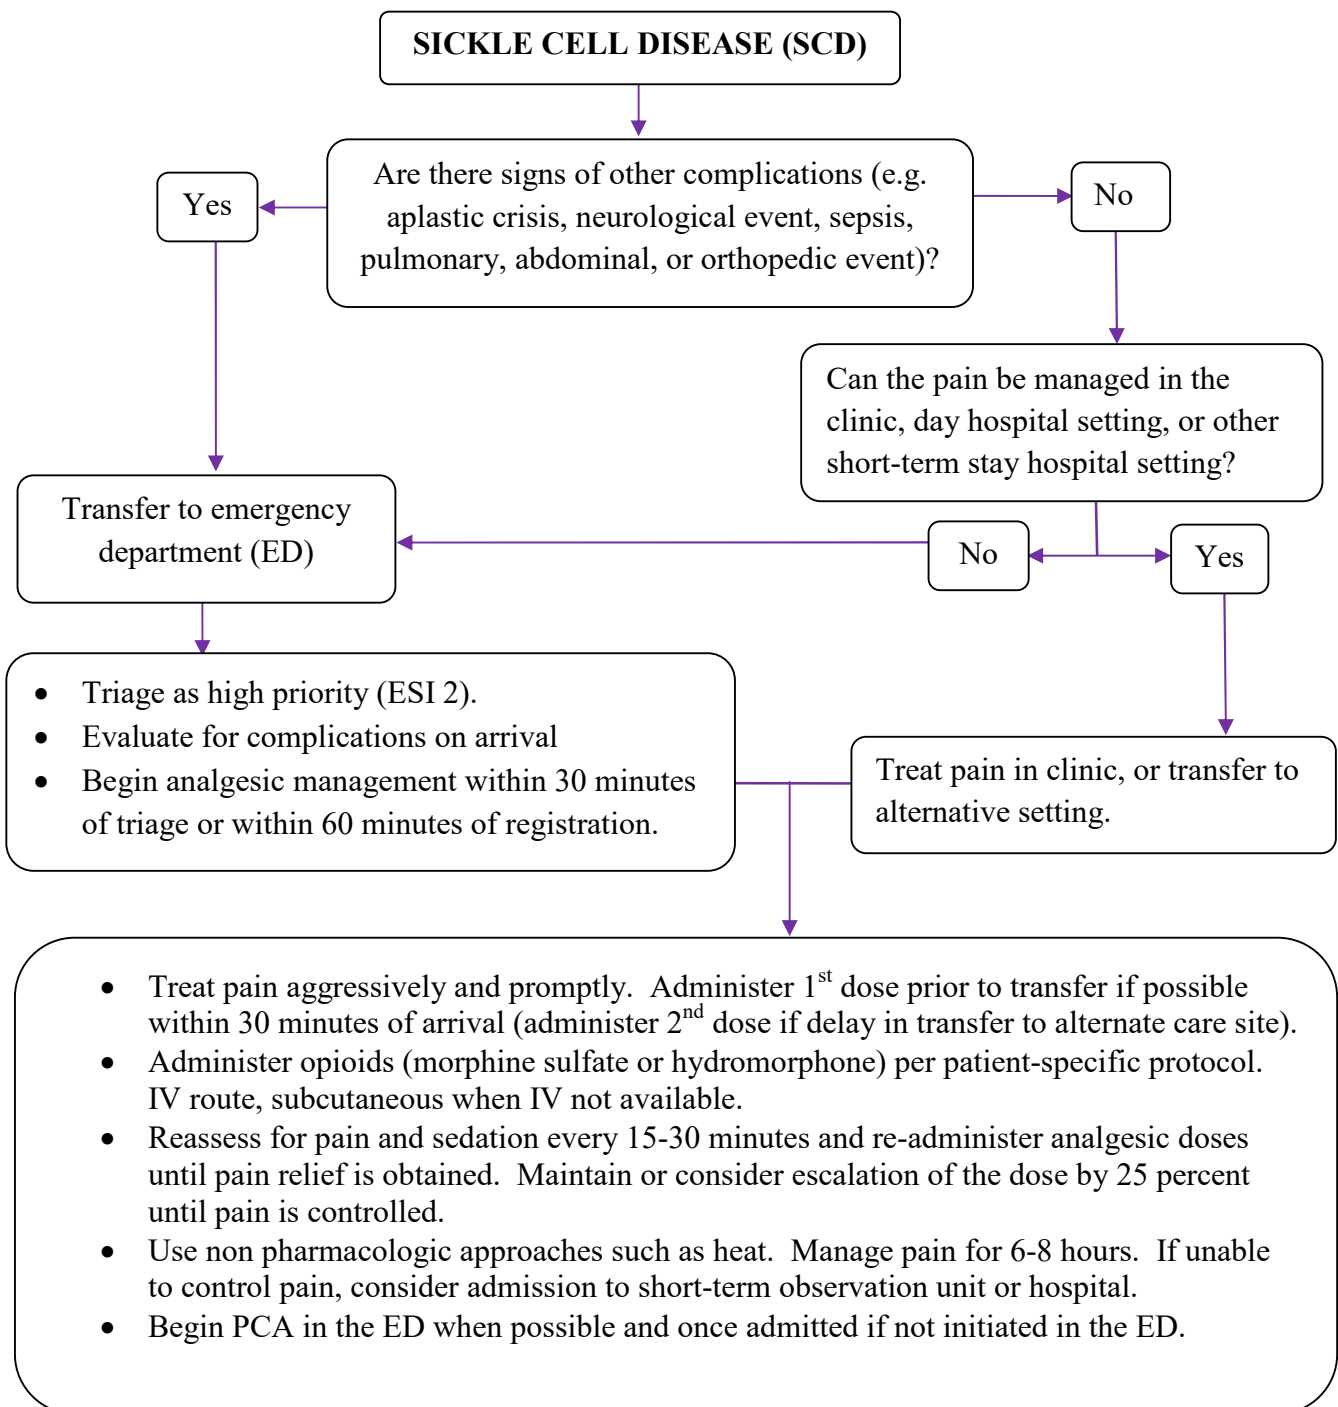 SICKLE CELL DISEASE (SCD)
Are there signs of other complications (e.g.
aplastic crisis, neurological event, sepsis,
pulmonary, abdominal, or orthopedic event)?
Yes
No
Can the pain be managed in the
clinic, day hospital setting, or other
short-term stay hospital setting?
Transfer to emergency
department (ED)
No
Yes
• Triage as high priority (ESI 2).
• Evaluate for complications on arrival
• Begin analgesic management within 30 minutes
of triage or within 60 minutes of registration.
Treat pain in clinic, or transfer to
alternative setting.
• Treat pain aggressively and promptly. Administer 1st dose prior to transfer if possible
within 30 minutes of arrival (administer 2nd dose if delay in transfer to alternate care site).
• Administer opioids (morphine sulfate or hydromorphone) per patient-specific protocol.
IV route, subcutaneous when IV not available.
• Reassess for pain and sedation every 15-30 minutes and re-administer analgesic doses
until pain relief is obtained. Maintain or consider escalation of the dose by 25 percent
until pain is controlled.
• Use non pharmacologic approaches such as heat. Manage pain for 6-8 hours. If unable
to control pain, consider admission to short-term observation unit or hospital.
• Begin PCA in the ED when possible and once admitted if not initiated in the ED.